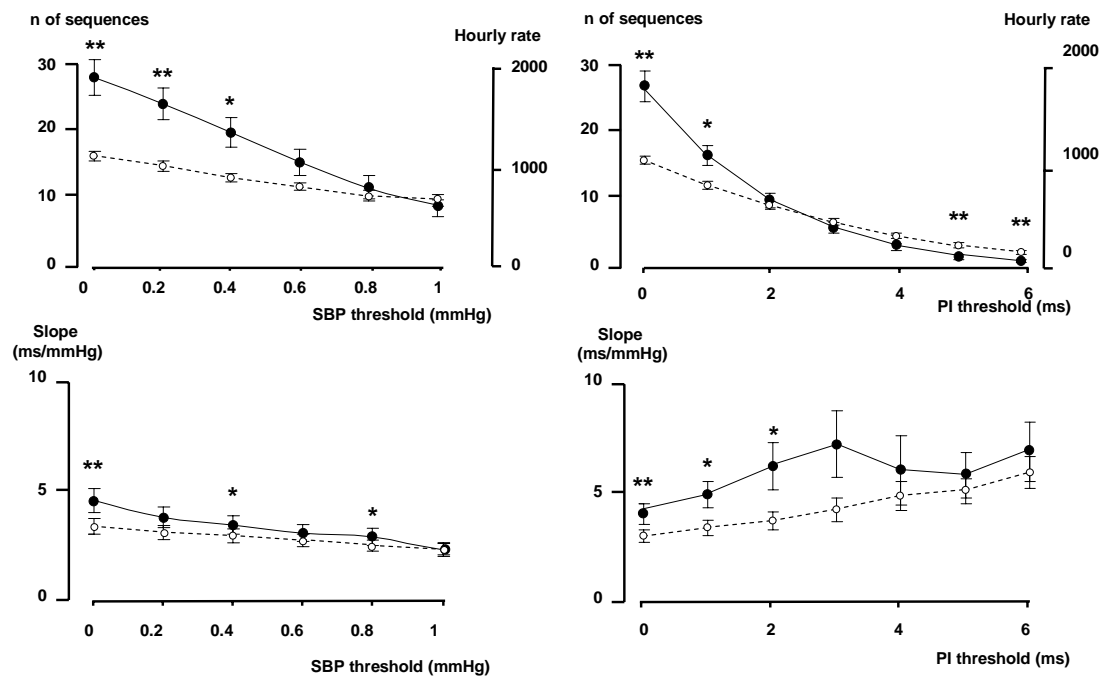 n of sequences
Hourly rate
** ** *
30
20
10
0
2000
1000
0
0 0.2 0.4 0.6 0.8 1
SBP threshold (mmHg)
n of sequences
Hourly rate
** * ** **
30
20
10
0
2000
1000
0
0 2 4 6
PI threshold (ms)
Slope
(ms/mmHg)
10
5
0
** * *
0 0.2 0.4 0.6 0.8 1
SBP threshold (mmHg)
Slope
(ms/mmHg)
10
5
0
** * *
0 2 4 6
PI threshold (ms)